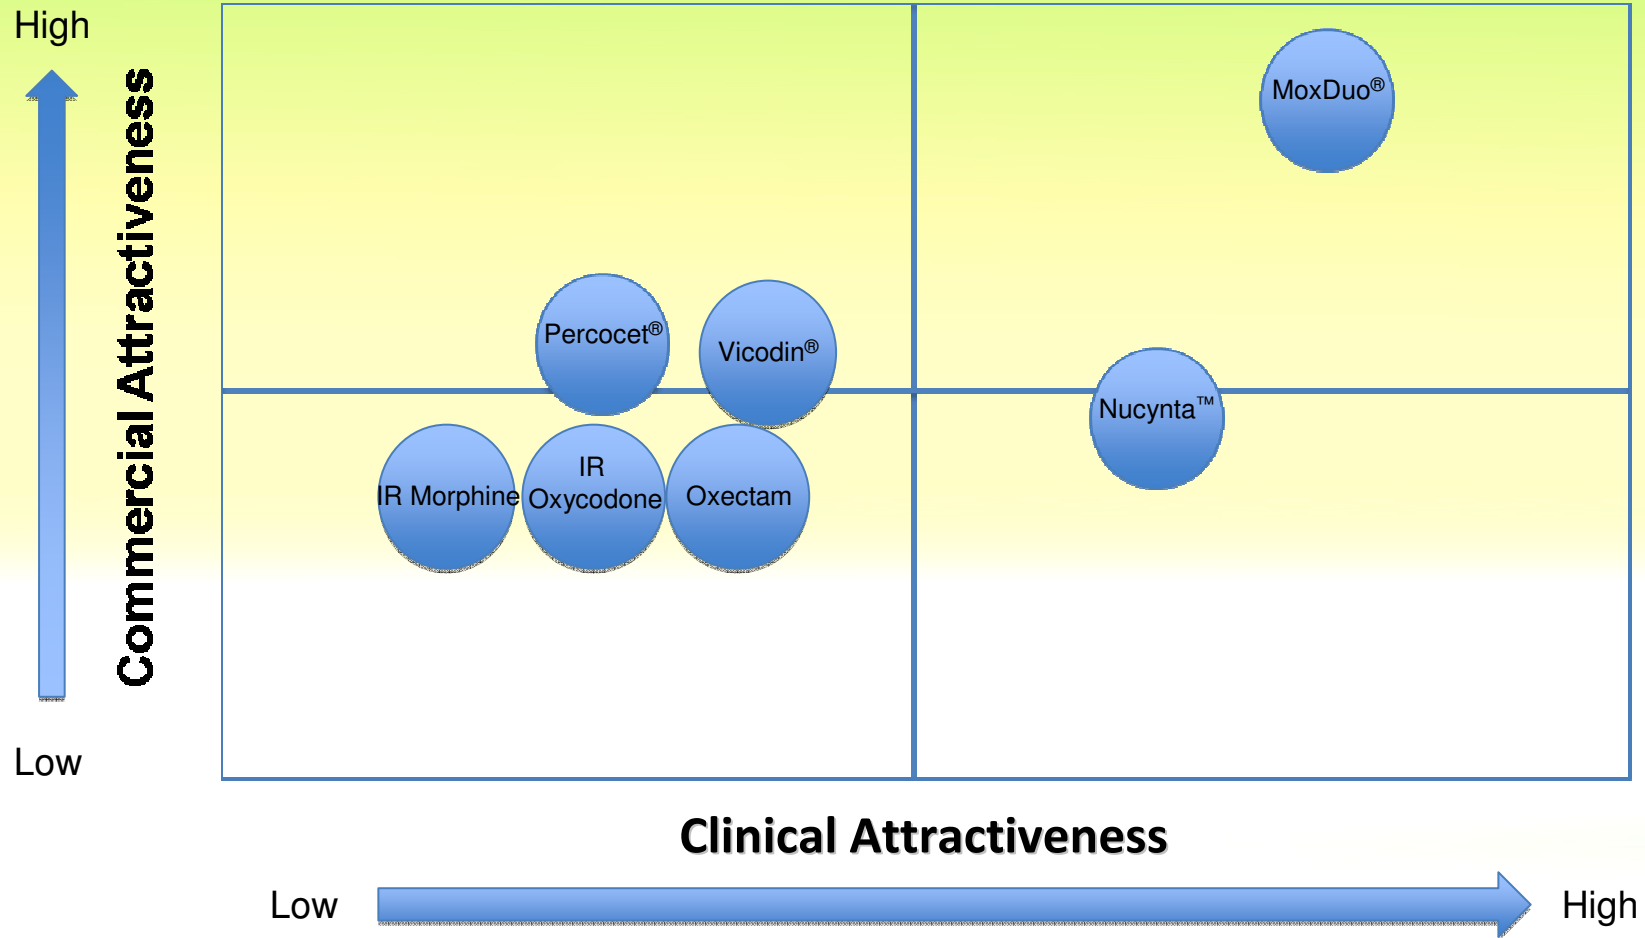 High
Commercial Attractiveness
Low
MoxDuo®
Percocet®
Vicodin®
Nucynta™
IR Morphine
IR
Oxycodone
Oxectam
Clinical Attractiveness
Low
High